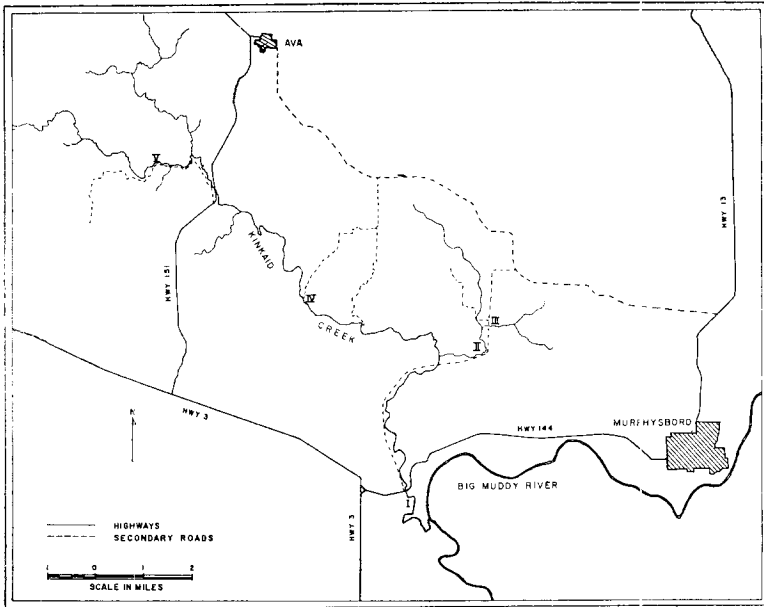 AVA
V
KINKAID
HWY 13
HWY 151
IV
III
CREEK
II
N
HWY 3
MURPHYSBORO
HWY 144
I
BIG MUDDY RIVER
HIGHWAYS
SECONDARY ROADS
HWY 3
1 0 1 2
SCALE IN MILES